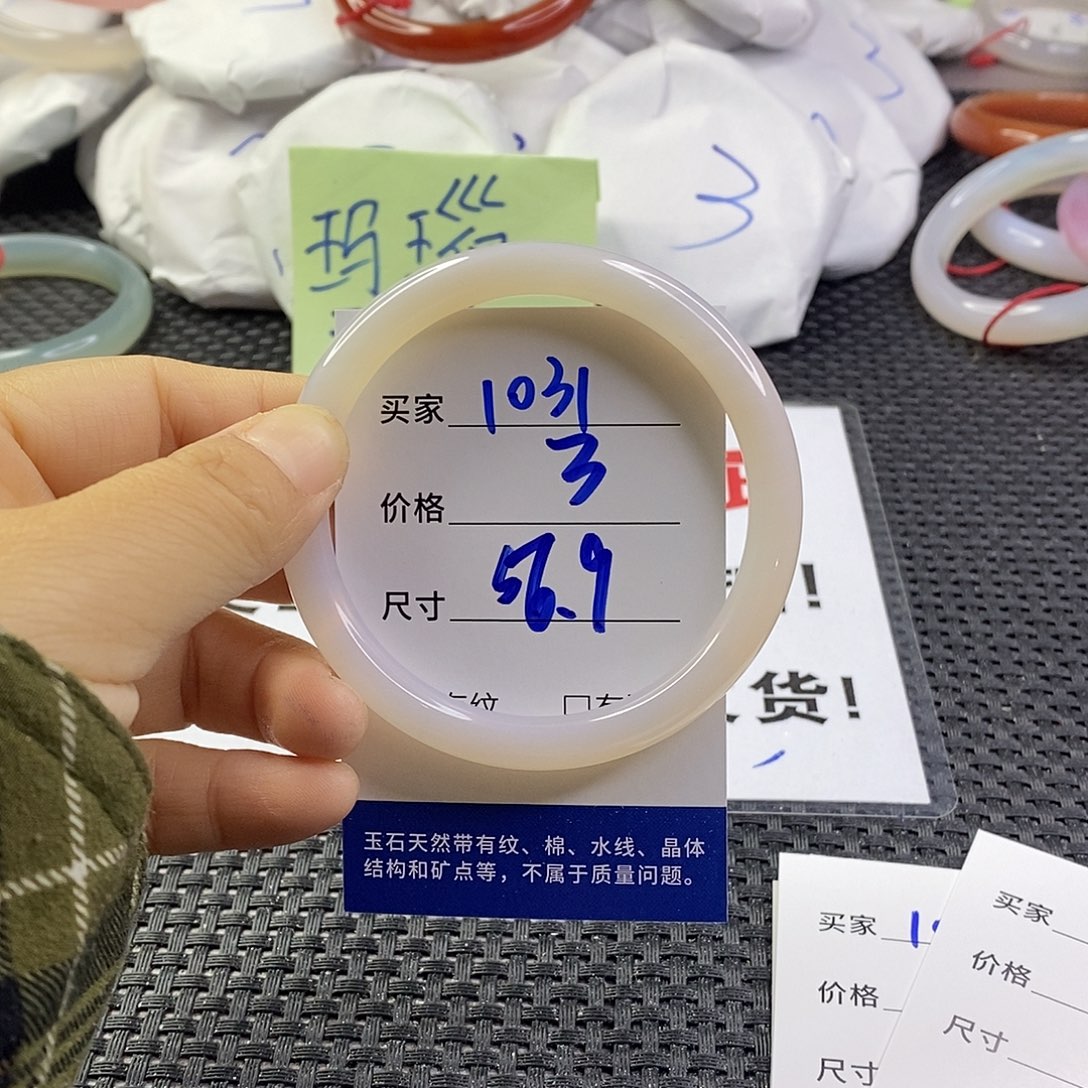 3
玛瑙
买家 1031
3
价格
尺寸 56.9
纹
货!
玉石天然带有纹、棉、水线、晶体
结构和矿点等，不属于质量问题。
买家
价格
尺寸
买家
价格
尺寸